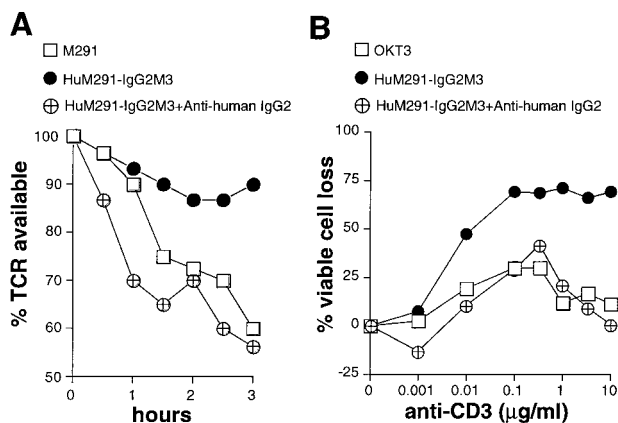 A
M291
HuM291-IgG2M3
HuM291-IgG2M3+Anti-human IgG2
100
90
80
70
60
50
% TCR available
0 1 2 3
hours
B
OKT3
HuM291-IgG2M3
HuM291-IgG2M3+Anti-human IgG2
100
75
50
25
0
-25
% viable cell loss
0 0.001 0.01 0.1 1 10
anti-CD3 (μg/ml)